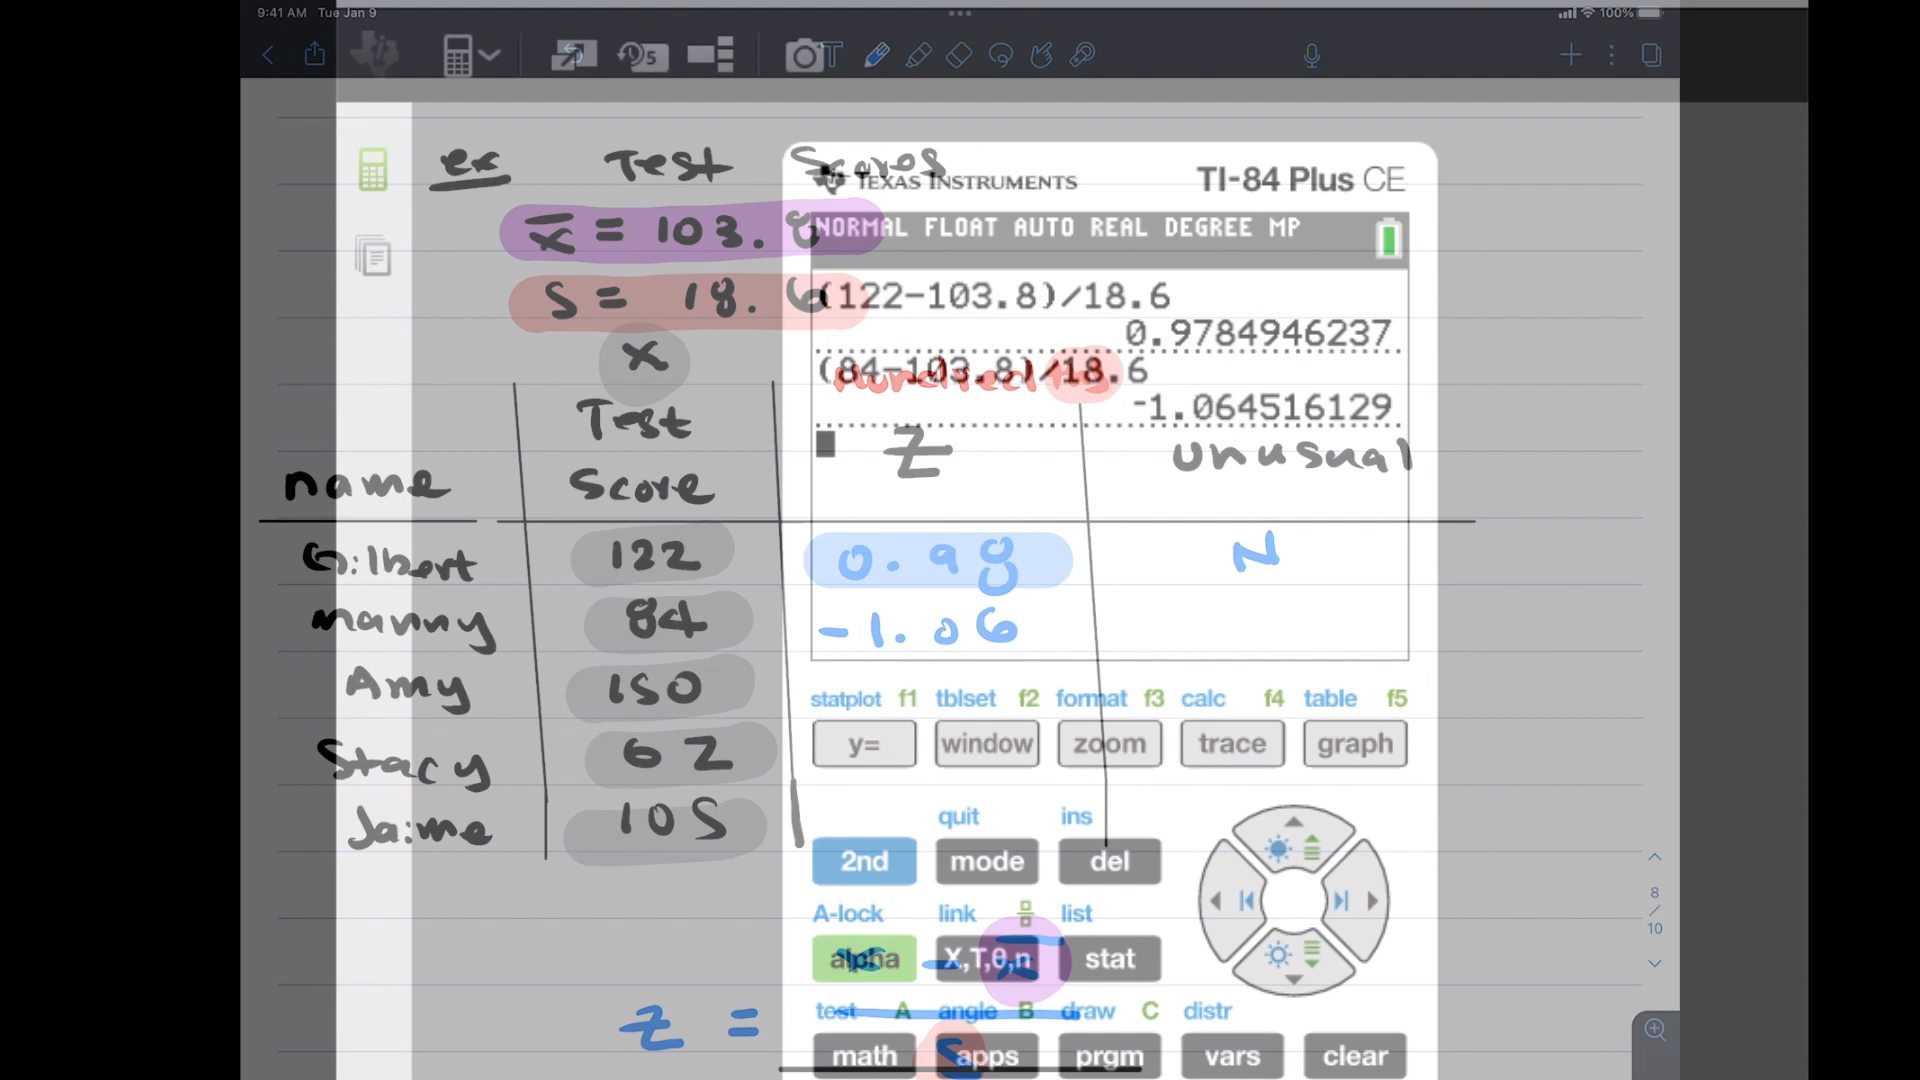 9:41 AM Tue Jan 9
100%
5
T
ex Test Scores
TEXAS INSTRUMENTS TI-84 Plus CE
x̄ = 103.8
NORMAL FLOAT AUTO REAL DEGREE MP
s = 18.6
(122-103.8)/18.6
0.9784946237
x
(84-103.8)/18.6
-1.064516129
name Test Score Z unusual
Gilbert 122 0.98 N
Manny 84 -1.06
Amy 150
Stacy 62
Jaime 105
statplot f1 tblset f2 format f3 calc f4 table f5
y= window zoom trace graph
quit ins
2nd mode del
A-lock link list
alpha X,T,θ,n stat
test A angle B draw C distr
math apps prgm vars clear
z = x - x̄
s
8
/
10